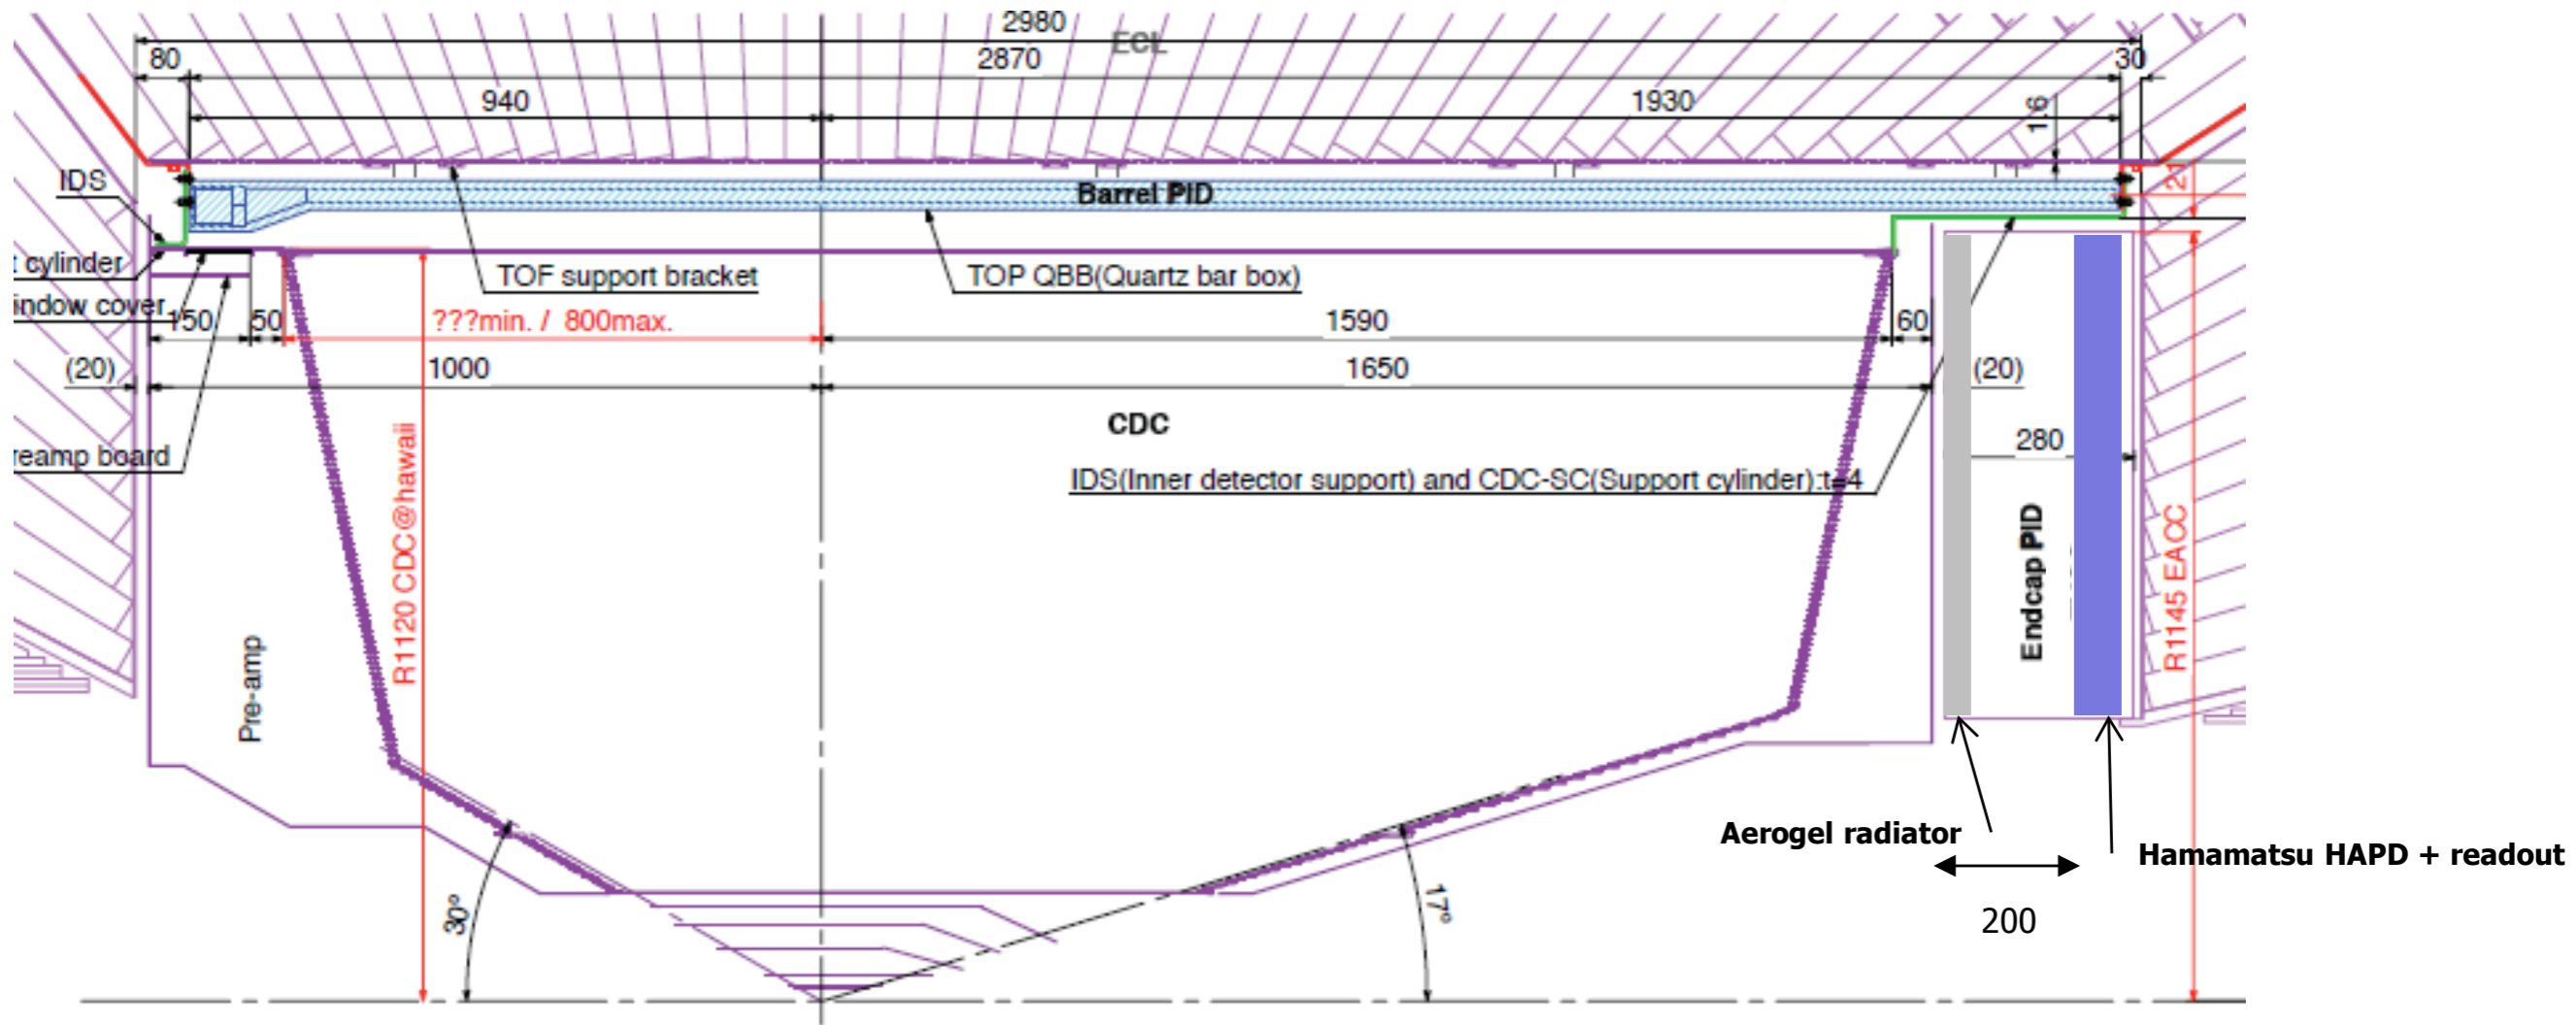 2980
ECL
80
2870
30
940
1930
1.6
IDS
Barrel PID
21
t cylinder
TOF support bracket
TOP QBB(Quartz bar box)
indow cover
150
50
???min. / 800max.
1590
60
(20)
1000
1650
(20)
CDC
280
reamp board
IDS(Inner detector support) and CDC-SC(Support cylinder):t=4
R1120 CDC@hawaii
Endcap PID
R1145 EACC
Pre-amp
Aerogel radiator
Hamamatsu HAPD + readout
30°
17°
200